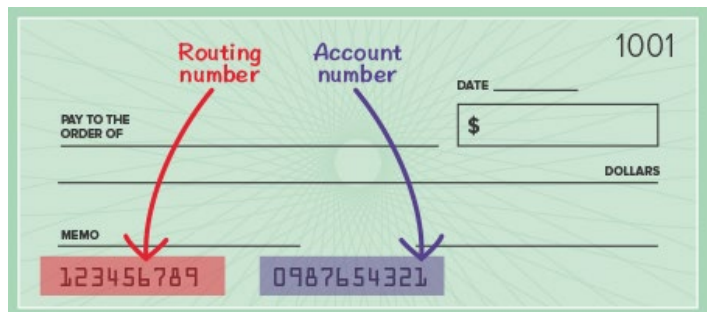 1001
Routing
number
Account
number
DATE
PAY TO THE
ORDER OF
$
DOLLARS
MEMO
123456789
0987654321